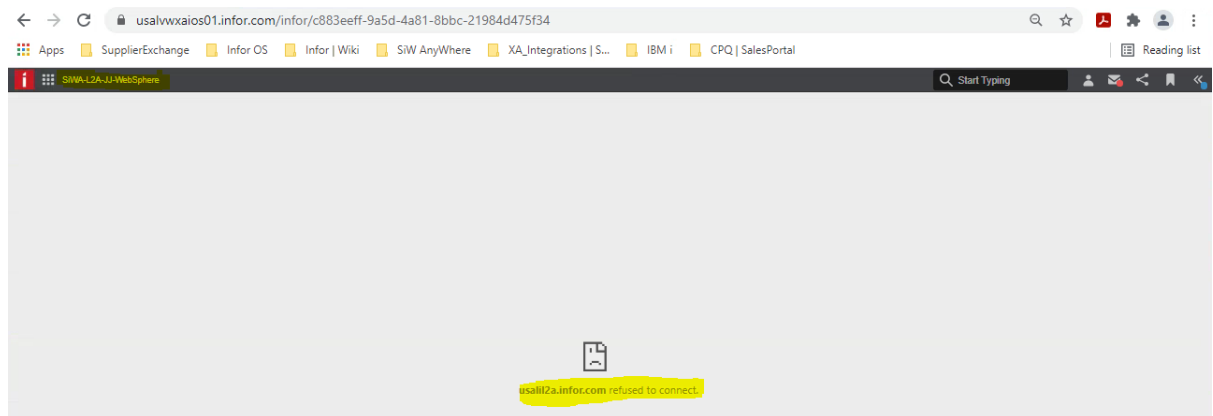 usalvwxaios01.infor.com/infor/c883eeff-9a5d-4a81-8bbc-21984d475f34
Apps SupplierExchange Infor OS Infor | Wiki SiW AnyWhere XA_Integrations | S... IBM i CPQ | SalesPortal Reading list
i SiWA-L2A-JJ-WebSphere Start Typing
usalil2a.infor.com refused to connect.